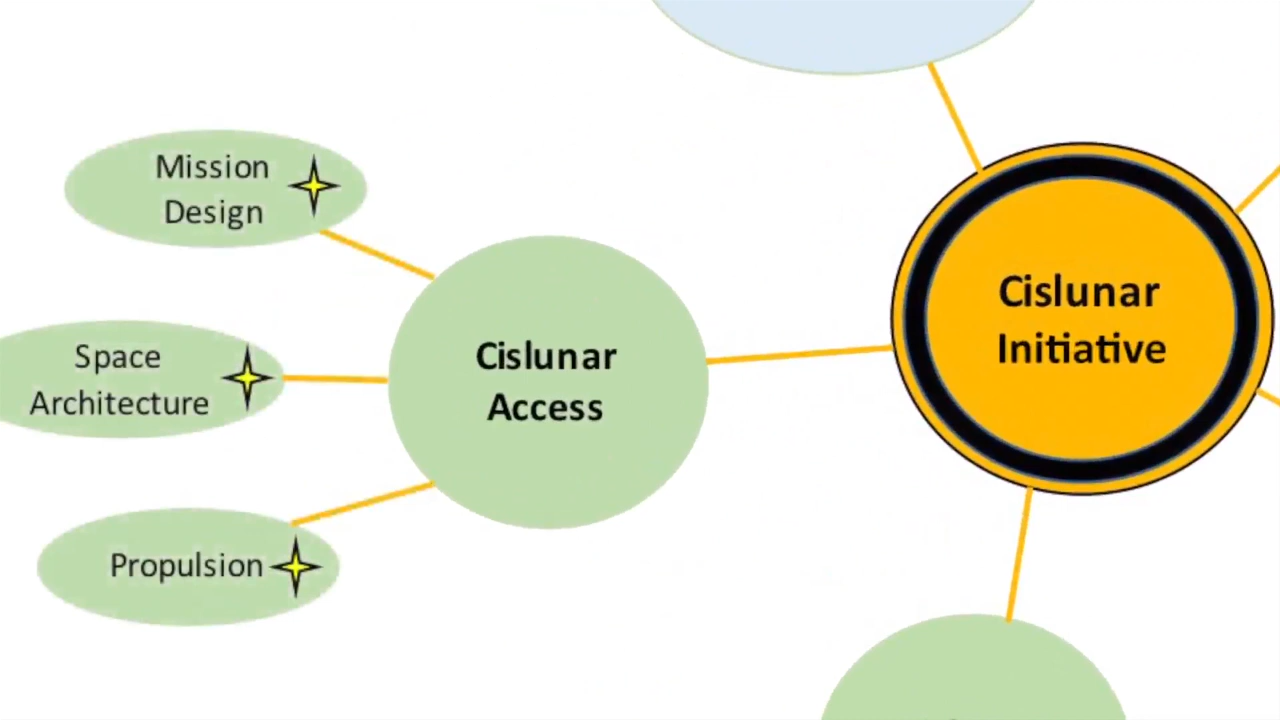 Mission
Design
Space
Architecture
Propulsion
Cislunar
Access
Cislunar
Initiative